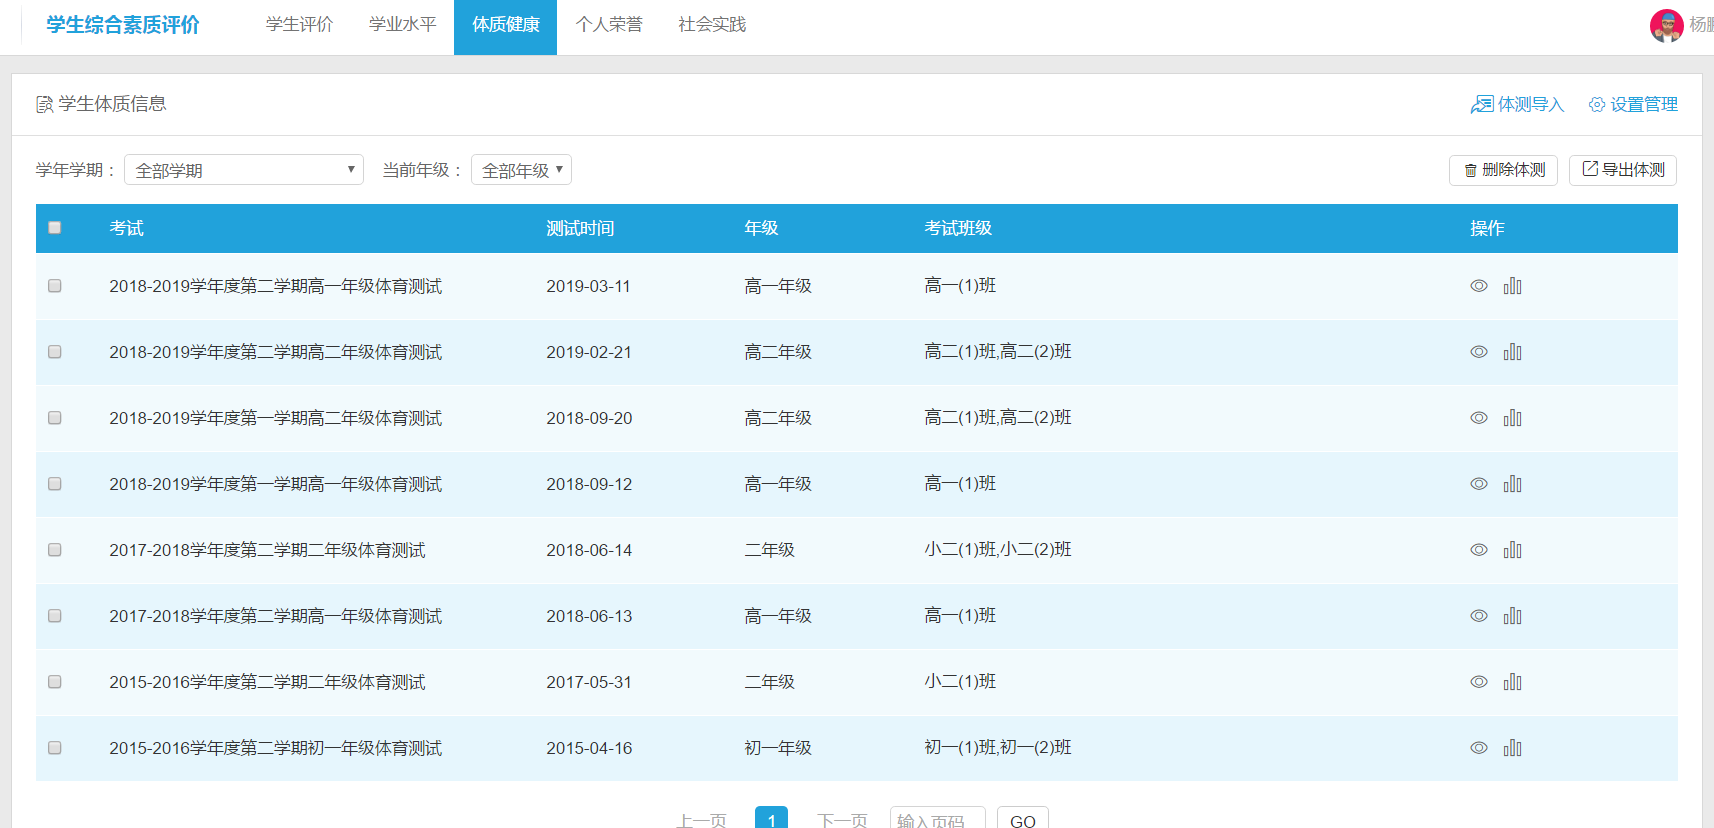 学生综合素质评价 学生评价 学业水平 体质健康 个人荣誉 社会实践 杨
学生体质信息 体测导入 设置管理
学年学期： 全部学期 当前年级： 全部年级 删除体测 导出体测
考试 测试时间 年级 考试班级 操作
2018-2019学年度第二学期高一年级体育测试 2019-03-11 高一年级 高一(1)班
2018-2019学年度第二学期高二年级体育测试 2019-02-21 高二年级 高二(1)班,高二(2)班
2018-2019学年度第一学期高二年级体育测试 2018-09-20 高二年级 高二(1)班,高二(2)班
2018-2019学年度第一学期高一年级体育测试 2018-09-12 高一年级 高一(1)班
2017-2018学年度第二学期二年级体育测试 2018-06-14 二年级 小二(1)班,小二(2)班
2017-2018学年度第二学期高一年级体育测试 2018-06-13 高一年级 高一(1)班
2015-2016学年度第二学期二年级体育测试 2017-05-31 二年级 小二(1)班
2015-2016学年度第二学期初一年级体育测试 2015-04-16 初一年级 初一(1)班,初一(2)班
上一页 1 下一页 输入页码 GO